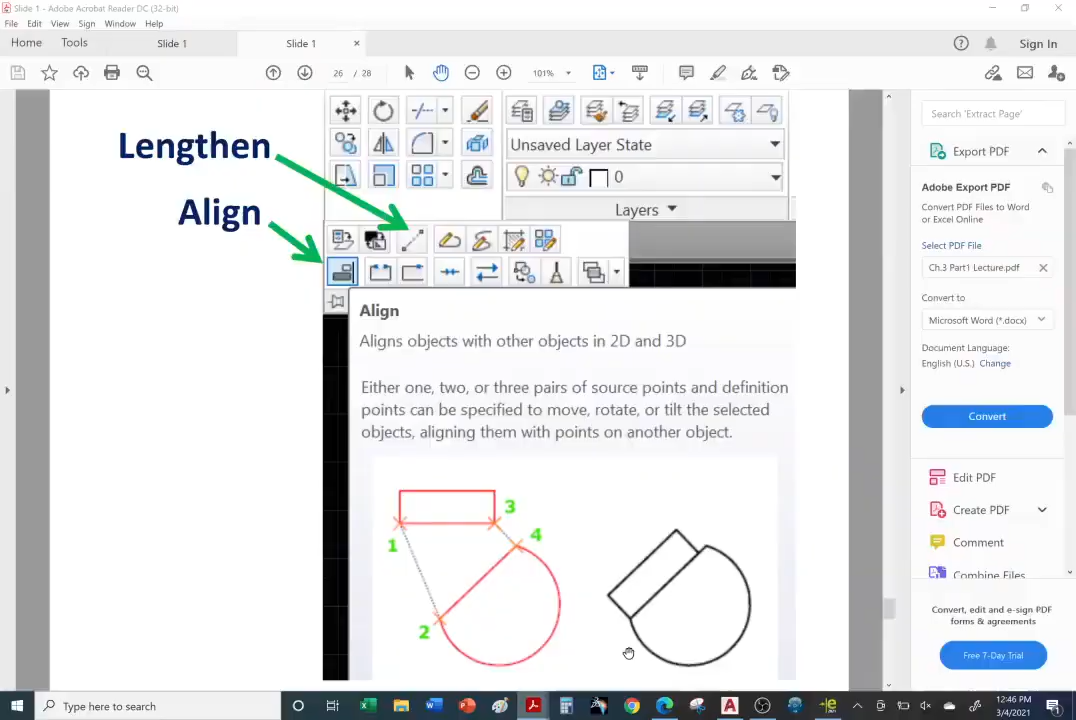 Slide 1 - Adobe Acrobat Reader DC (32-bit)
File Edit View Sign Window Help
Home Tools Slide 1 Slide 1 × Sign In
26 / 28 101%
Lengthen
Align
Unsaved Layer State
0
Layers
Align
Aligns objects with other objects in 2D and 3D
Either one, two, or three pairs of source points and definition
points can be specified to move, rotate, or tilt the selected
objects, aligning them with points on another object.
3
4
1
2
Search 'Extract Page'
Export PDF
Adobe Export PDF
Convert PDF Files to Word
or Excel Online
Select PDF File
Ch.3 Part1 Lecture.pdf
Convert to
Microsoft Word (*.docx)
Document Language:
English (U.S.) Change
Convert
Edit PDF
Create PDF
Comment
Combine Files
Convert, edit and e-sign PDF
forms & agreements
Free 7-Day Trial
Type here to search
12:46 PM
3/4/2021